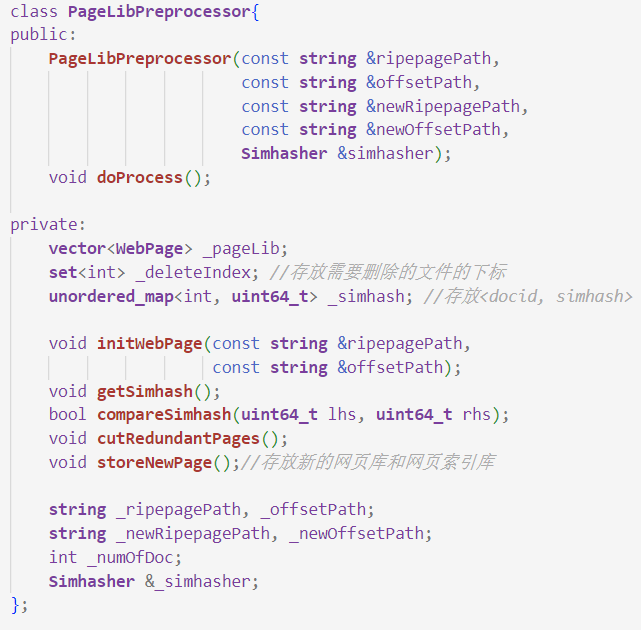 class PageLibPreprocessor{
public:
    PageLibPreprocessor(const string &ripepagePath,
                        const string &offsetPath,
                        const string &newRipepagePath,
                        const string &newOffsetPath,
                        Simhasher &simhasher);
    void doProcess();

private:
    vector<WebPage> _pageLib;
    set<int> _deleteIndex; //存放需要删除的文件的下标
    unordered_map<int, uint64_t> _simhash; //存放<docid, simhash>

    void initWebPage(const string &ripepagePath,
                     const string &offsetPath);
    void getSimhash();
    bool compareSimhash(uint64_t lhs, uint64_t rhs);
    void cutRedundantPages();
    void storeNewPage();//存放新的网页库和网页索引库

    string _ripepagePath, _offsetPath;
    string _newRipepagePath, _newOffsetPath;
    int _numOfDoc;
    Simhasher &_simhasher;
};